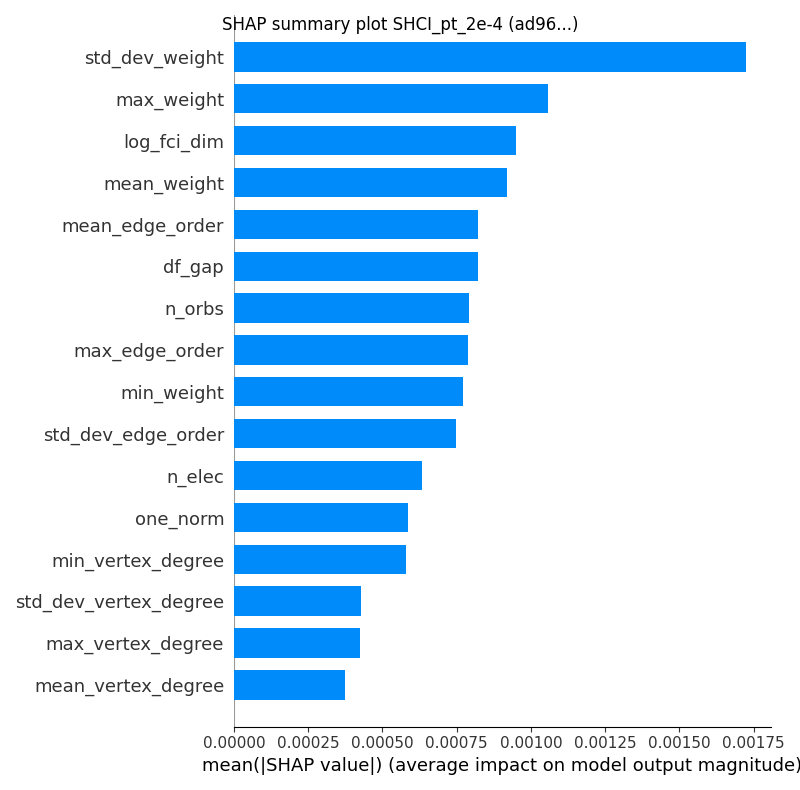 SHAP summary plot SHCI_pt_2e-4 (ad96...)
std_dev_weight
max_weight
log_fci_dim
mean_weight
mean_edge_order
df_gap
n_orbs
max_edge_order
min_weight
std_dev_edge_order
n_elec
one_norm
min_vertex_degree
std_dev_vertex_degree
max_vertex_degree
mean_vertex_degree
0.00000 0.00025 0.00050 0.00075 0.00100 0.00125 0.00150 0.00175
mean(|SHAP value|) (average impact on model output magnitude)